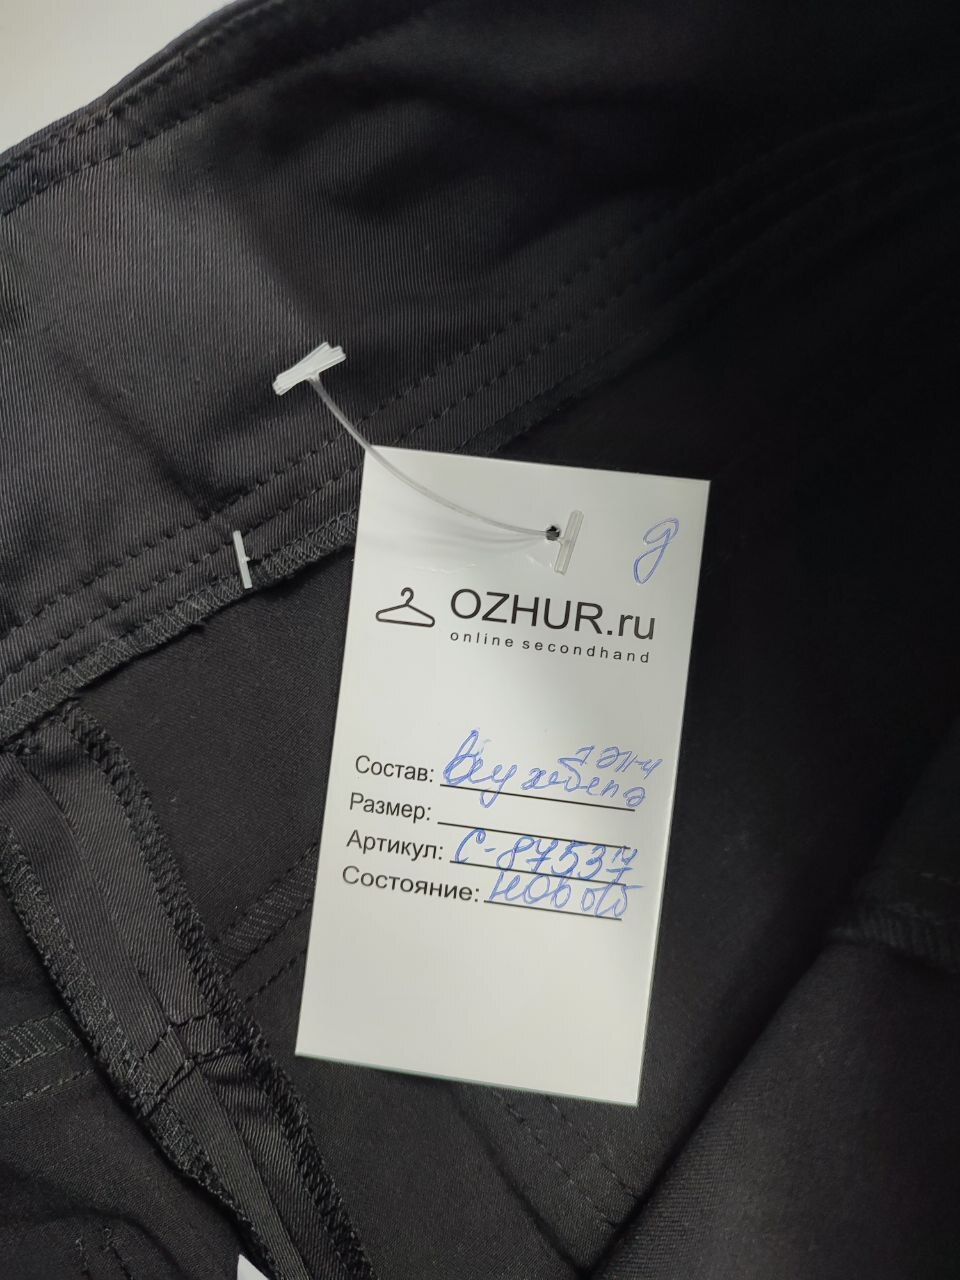 g
OZHUR.ru
online secondhand
Состав:
Размер:
Артикул: С-87537
Состояние: новое